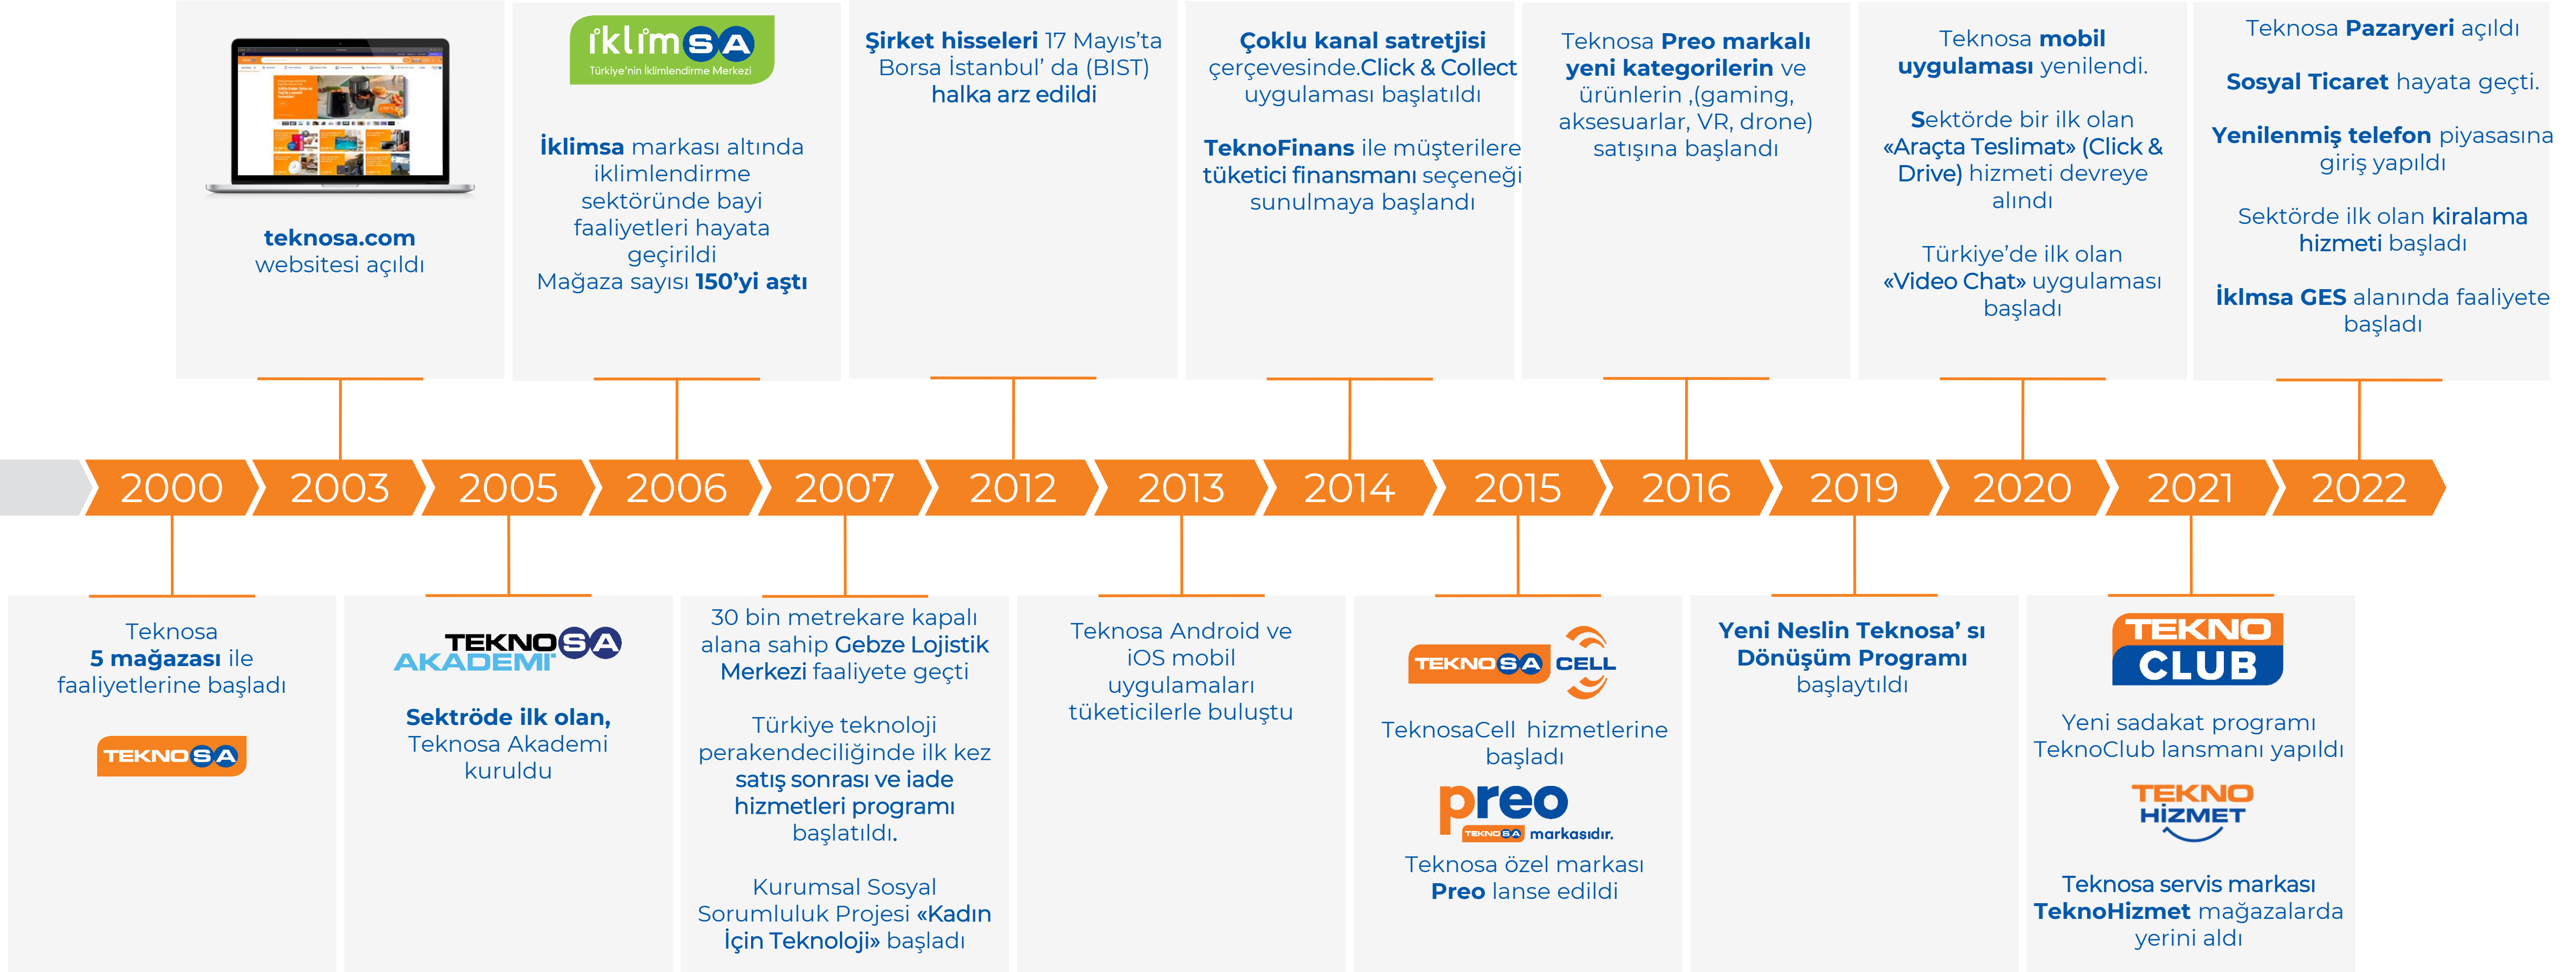 teknosa.com
websitesi açıldı
iklimSA
Türkiye'nin İklimlendirme Merkezi
İklimsa markası altında
iklimlendirme
sektöründe bayi
faaliyetleri hayata
geçirildi
Mağaza sayısı 150'yi aştı
Şirket hisseleri 17 Mayıs'ta
Borsa İstanbul' da (BIST)
halka arz edildi
Çoklu kanal satretjisi
çerçevesinde.Click & Collect
uygulaması başlatıldı
TeknoFinans ile müşterilere
tüketici finansmanı seçeneği
sunulmaya başlandı
Teknosa Preo markalı
yeni kategorilerin ve
ürünlerin ,(gaming,
aksesuarlar, VR, drone)
satışına başlandı
Teknosa mobil
uygulaması yenilendi.
Sektörde bir ilk olan
«Araçta Teslimat» (Click &
Drive) hizmeti devreye
alındı
Türkiye'de ilk olan
«Video Chat» uygulaması
başladı
Teknosa Pazaryeri açıldı
Sosyal Ticaret hayata geçti.
Yenilenmiş telefon piyasasına
giriş yapıldı
Sektörde ilk olan kiralama
hizmeti başladı
İklmsa GES alanında faaliyete
başladı
2000 2003 2005 2006 2007 2012 2013 2014 2015 2016 2019 2020 2021 2022
Teknosa
5 mağazası ile
faaliyetlerine başladı
TEKNOSA
TEKNOSA
AKADEMİ
Sektröde ilk olan,
Teknosa Akademi
kuruldu
30 bin metrekare kapalı
alana sahip Gebze Lojistik
Merkezi faaliyete geçti
Türkiye teknoloji
perakendeciliğinde ilk kez
satış sonrası ve iade
hizmetleri programı
başlatıldı.
Kurumsal Sosyal
Sorumluluk Projesi «Kadın
İçin Teknoloji» başladı
Teknosa Android ve
iOS mobil
uygulamaları
tüketicilerle buluştu
TEKNOSA CELL
TeknosaCell hizmetlerine
başladı
preo
TEKNOSA markasıdır.
Teknosa özel markası
Preo lanse edildi
Yeni Neslin Teknosa' sı
Dönüşüm Programı
başlaytıldı
TEKNO
CLUB
Yeni sadakat programı
TeknoClub lansmanı yapıldı
TEKNO
HİZMET
Teknosa servis markası
TeknoHizmet mağazalarda
yerini aldı